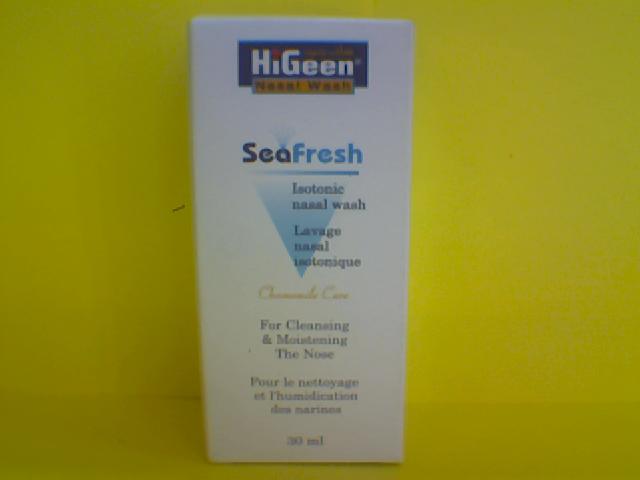 HiGeen®
Nasal Wash
SeaFresh
Isotonic
nasal wash
Lavage
nasal
isotonique
Chamomile Care
For Cleansing
& Moistening
The Nose
Pour le nettoyage
et l'humidication
des narines
30 ml